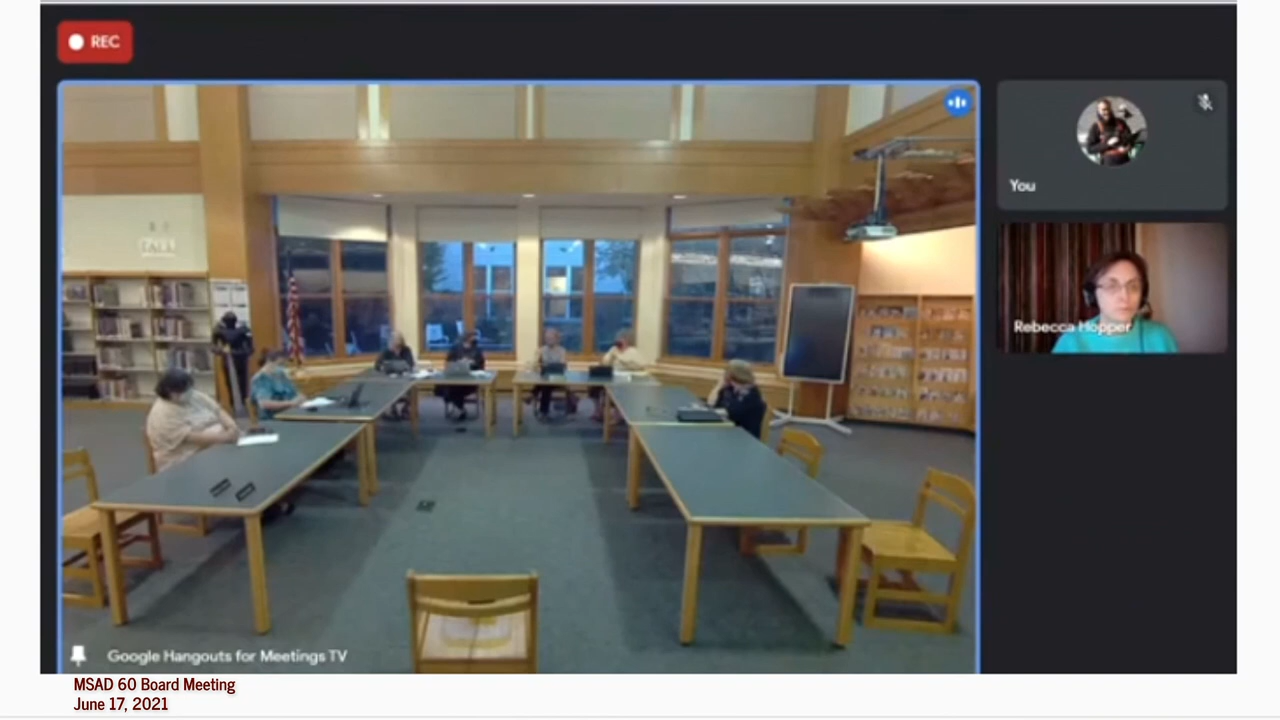 REC
You
Rebecca Hopper
Google Hangouts for Meetings TV
MSAD 60 Board Meeting
June 17, 2021